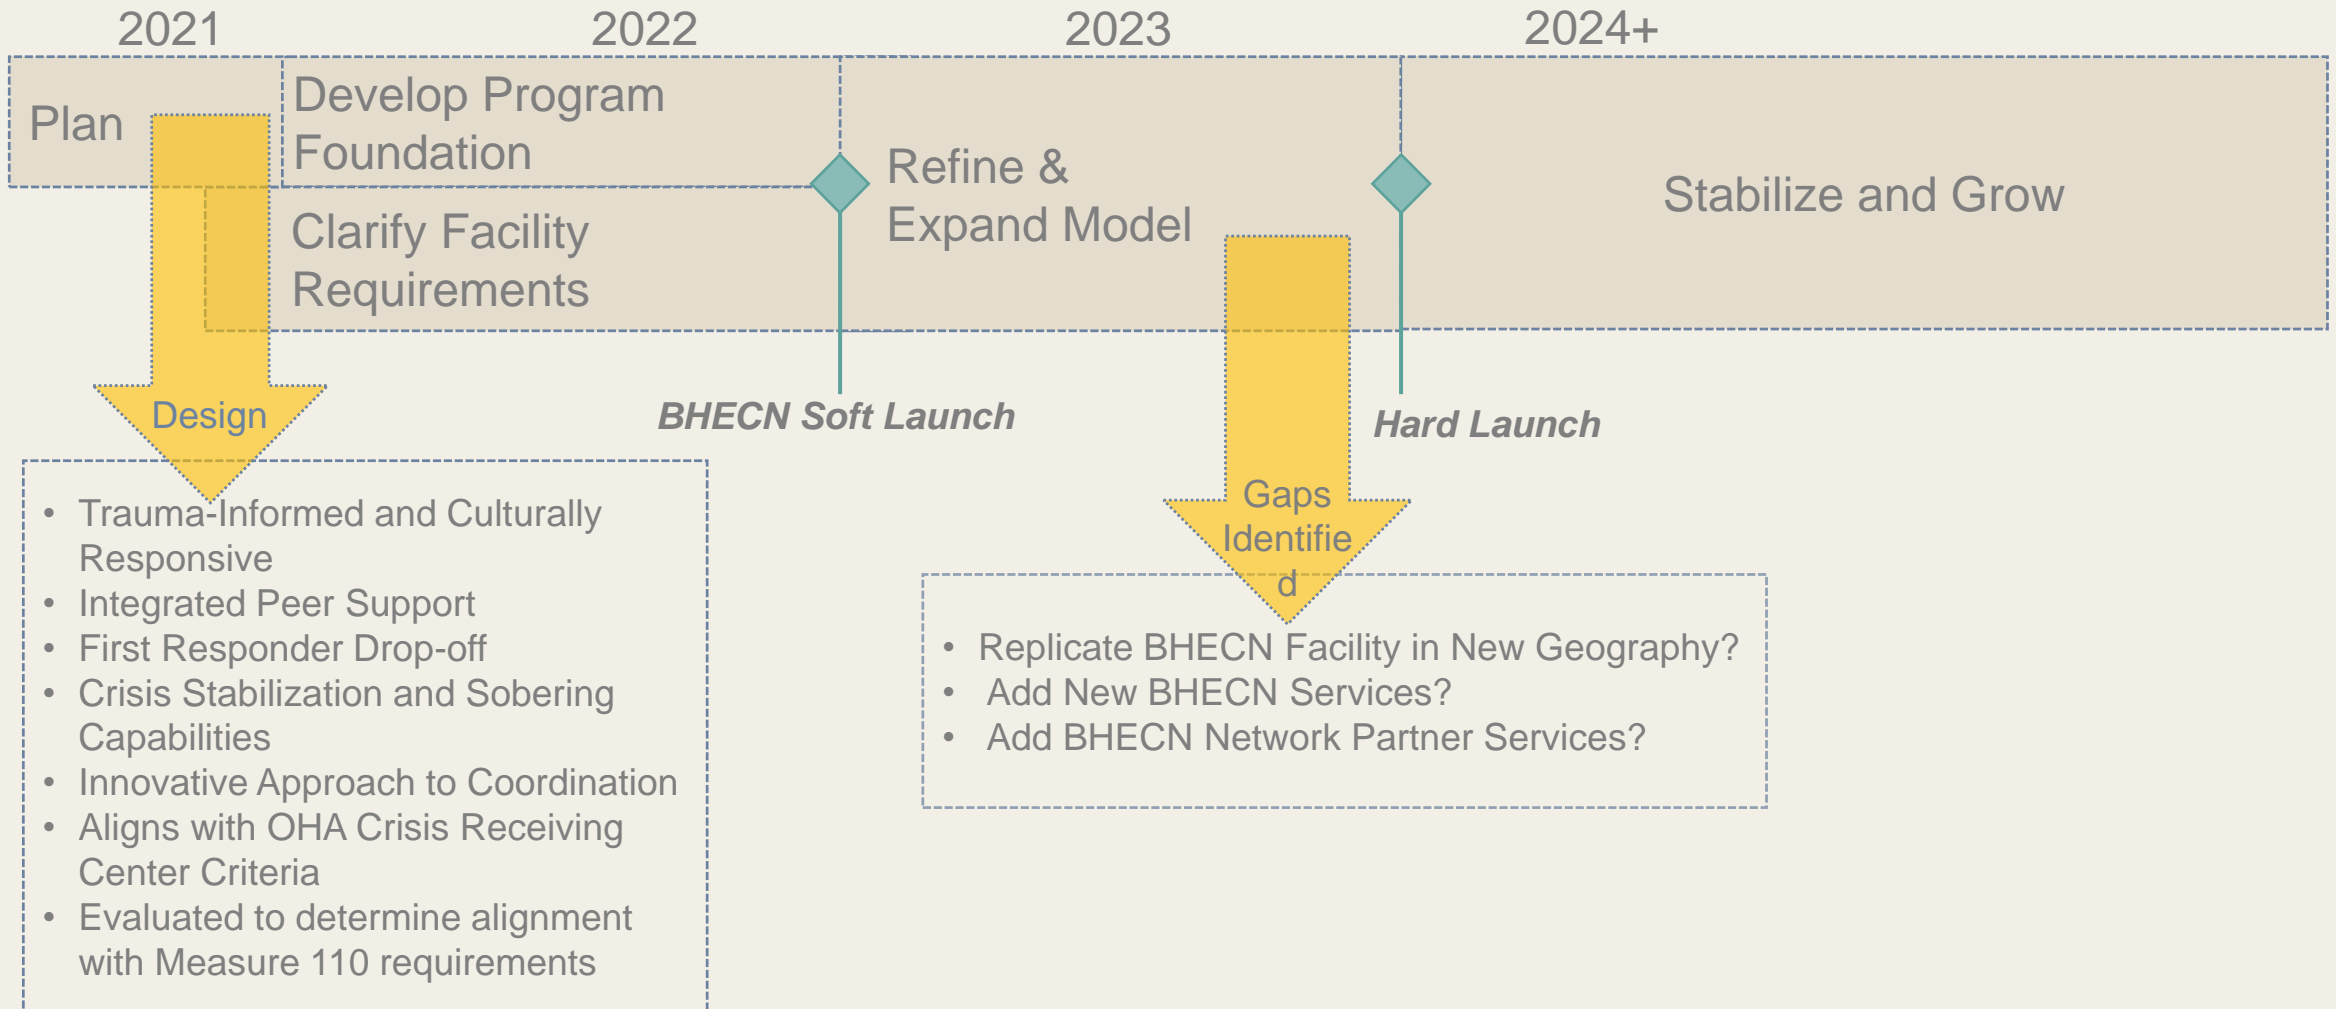 2021
2022
2023
2024+
Plan
Develop Program
Foundation
Clarify Facility
Requirements
Refine &
Expand Model
Stabilize and Grow
Design
BHECN Soft Launch
Hard Launch
Gaps
Identifie
d
• Trauma-Informed and Culturally
Responsive
• Integrated Peer Support
• First Responder Drop-off
• Crisis Stabilization and Sobering
Capabilities
• Innovative Approach to Coordination
• Aligns with OHA Crisis Receiving
Center Criteria
• Evaluated to determine alignment
with Measure 110 requirements
• Replicate BHECN Facility in New Geography?
• Add New BHECN Services?
• Add BHECN Network Partner Services?